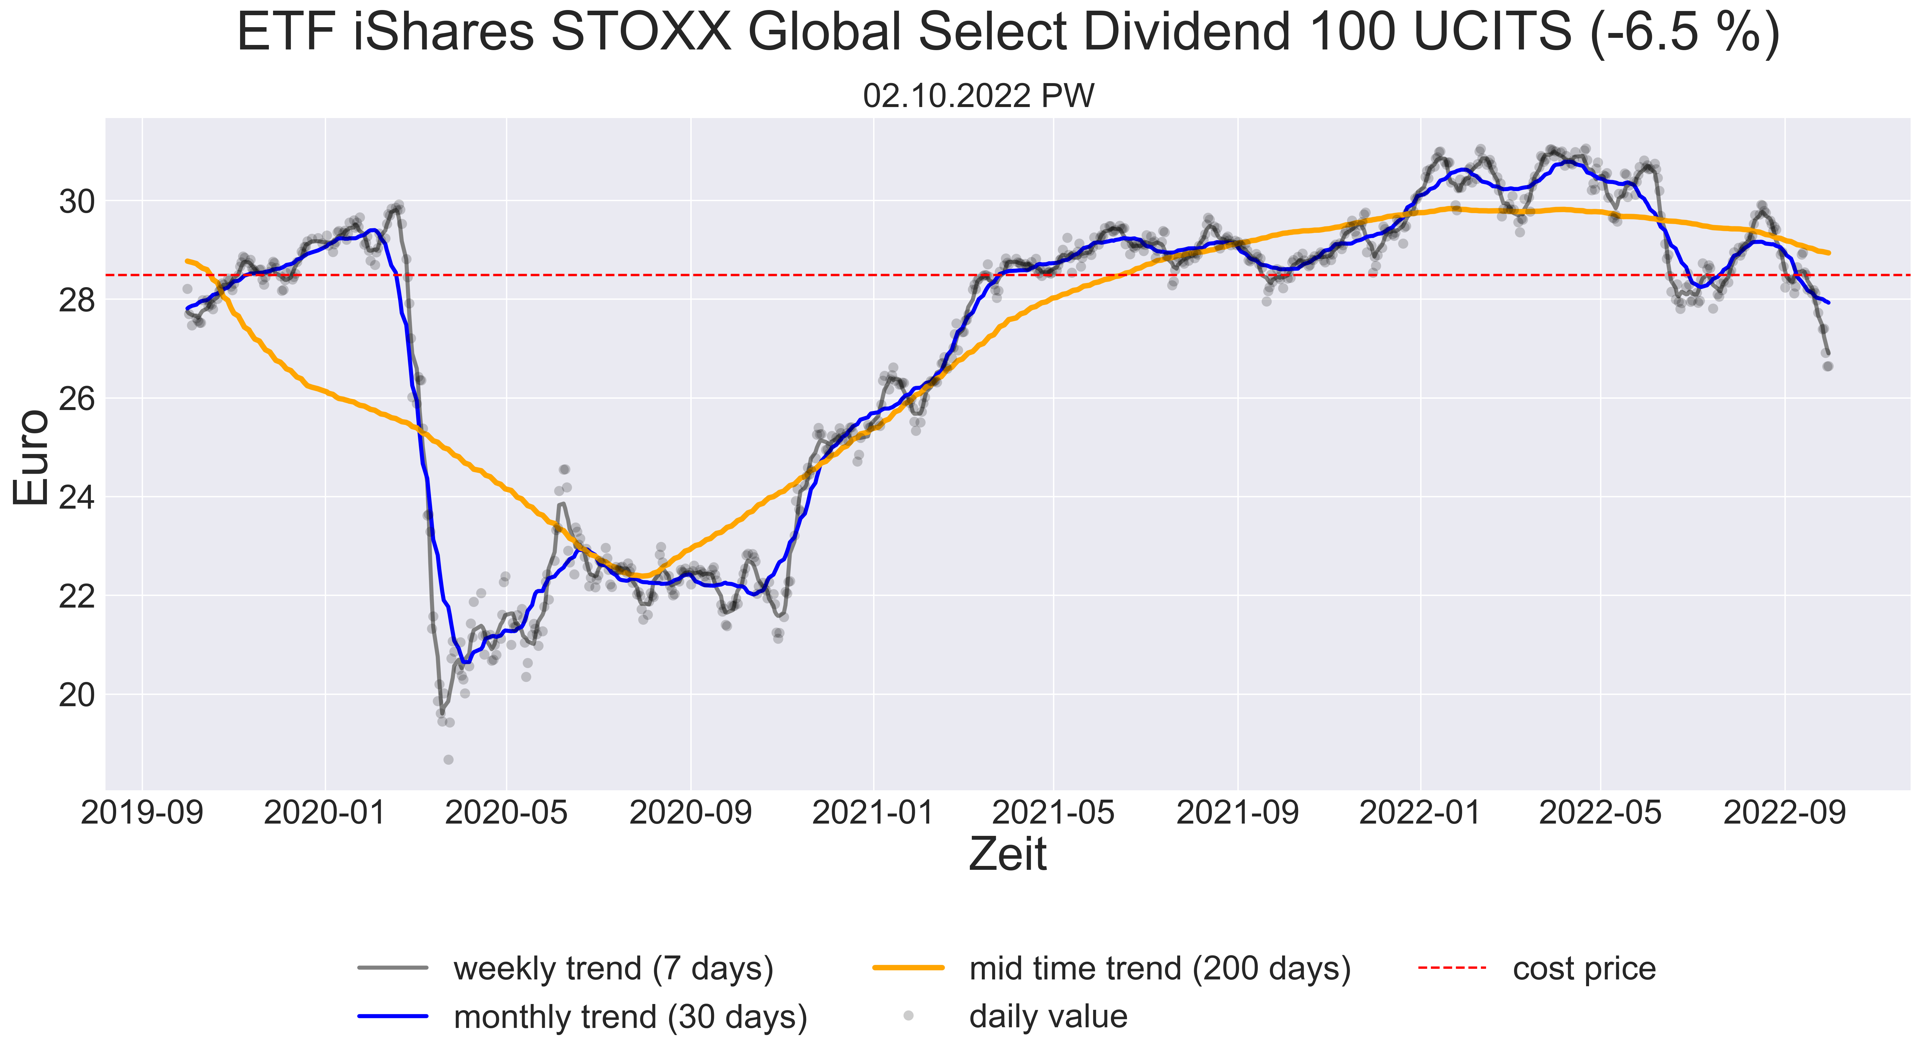 ETF iShares STOXX Global Select Dividend 100 UCITS (-6.5 %)
02.10.2022 PW
Euro
30
28
26
24
22
20
2019-09 2020-01 2020-05 2020-09 2021-01 2021-05 2021-09 2022-01 2022-05 2022-09
Zeit
weekly trend (7 days) mid time trend (200 days) cost price
monthly trend (30 days) daily value